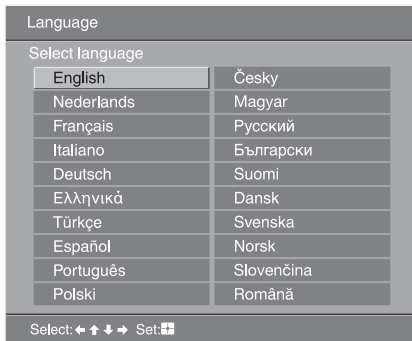 Language
Select language
English Česky
Nederlands Magyar
Français Русский
Italiano Български
Deutsch Suomi
Ελληνικά Dansk
Türkçe Svenska
Español Norsk
Português Slovenčina
Polski Română
Select: ← ↑ ↓ → Set: